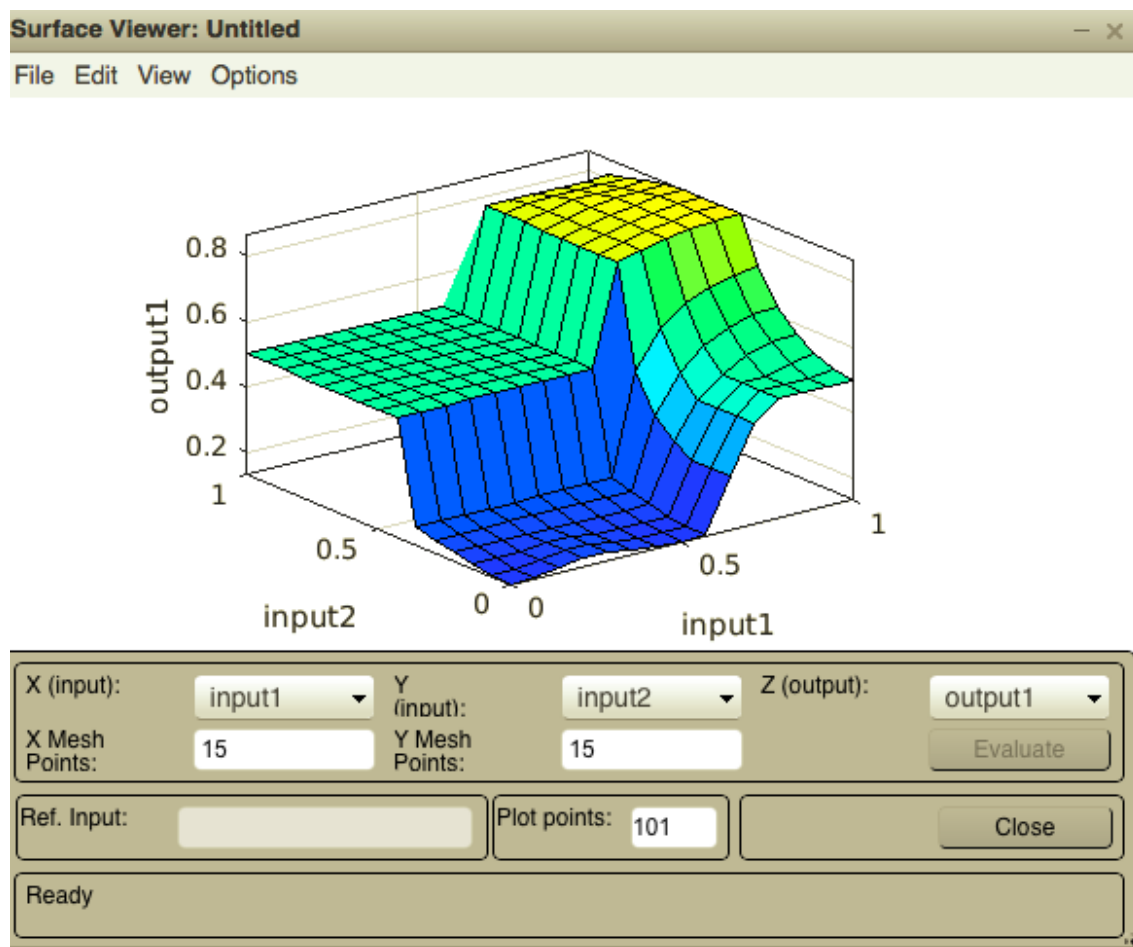 Surface Viewer: Untitled
File Edit View Options
0.8
0.6
0.4
0.2
output1
1
0.5
0
input2
0
0.5
1
input1
X (input):
input1
Y (input):
input2
Z (output):
output1
X Mesh Points:
15
Y Mesh Points:
15
Evaluate
Ref. Input:
Plot points:
101
Close
Ready